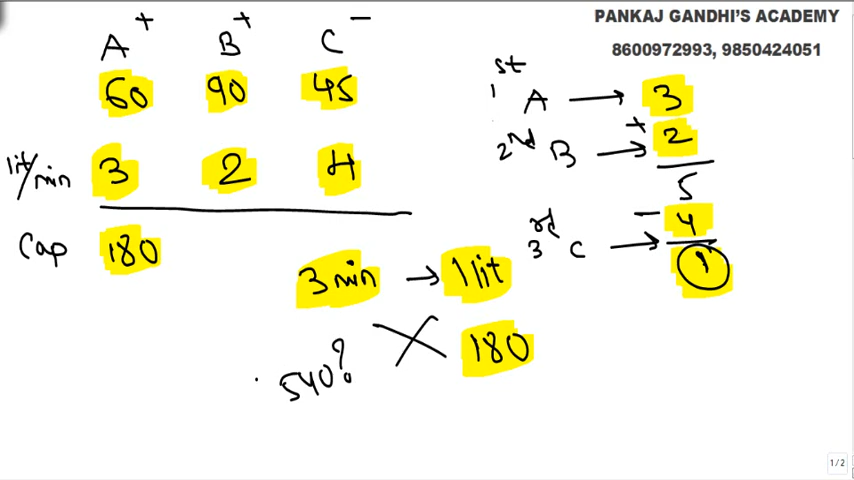 PANKAJ GANDHI'S ACADEMY
8600972993, 9850424051
A+ B+ C-
60 90 45
lit/min 3 2 4
Cap 180
1st A → 3
2nd B → + 2
5
3rd C → - 4
1
3 min → 1 lit
540? 180
1/2